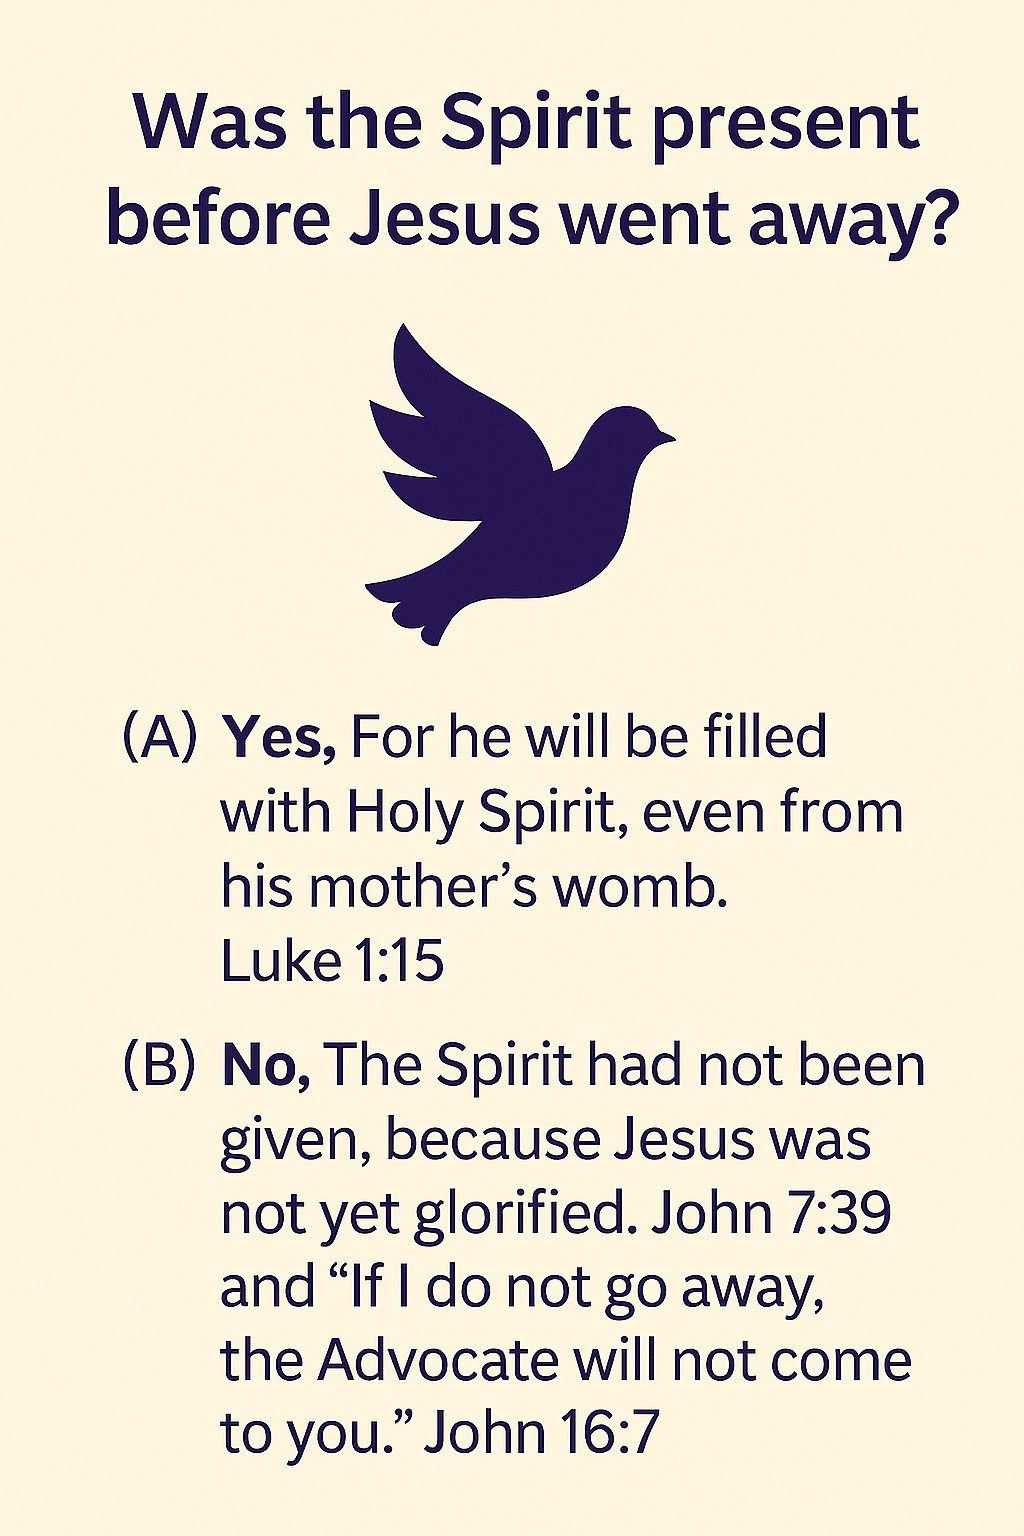 Was the Spirit present
before Jesus went away?
(A) Yes, For he will be filled
with Holy Spirit, even from
his mother’s womb.
Luke 1:15
(B) No, The Spirit had not been
given, because Jesus was
not yet glorified. John 7:39
and “If I do not go away,
the Advocate will not come
to you.” John 16:7